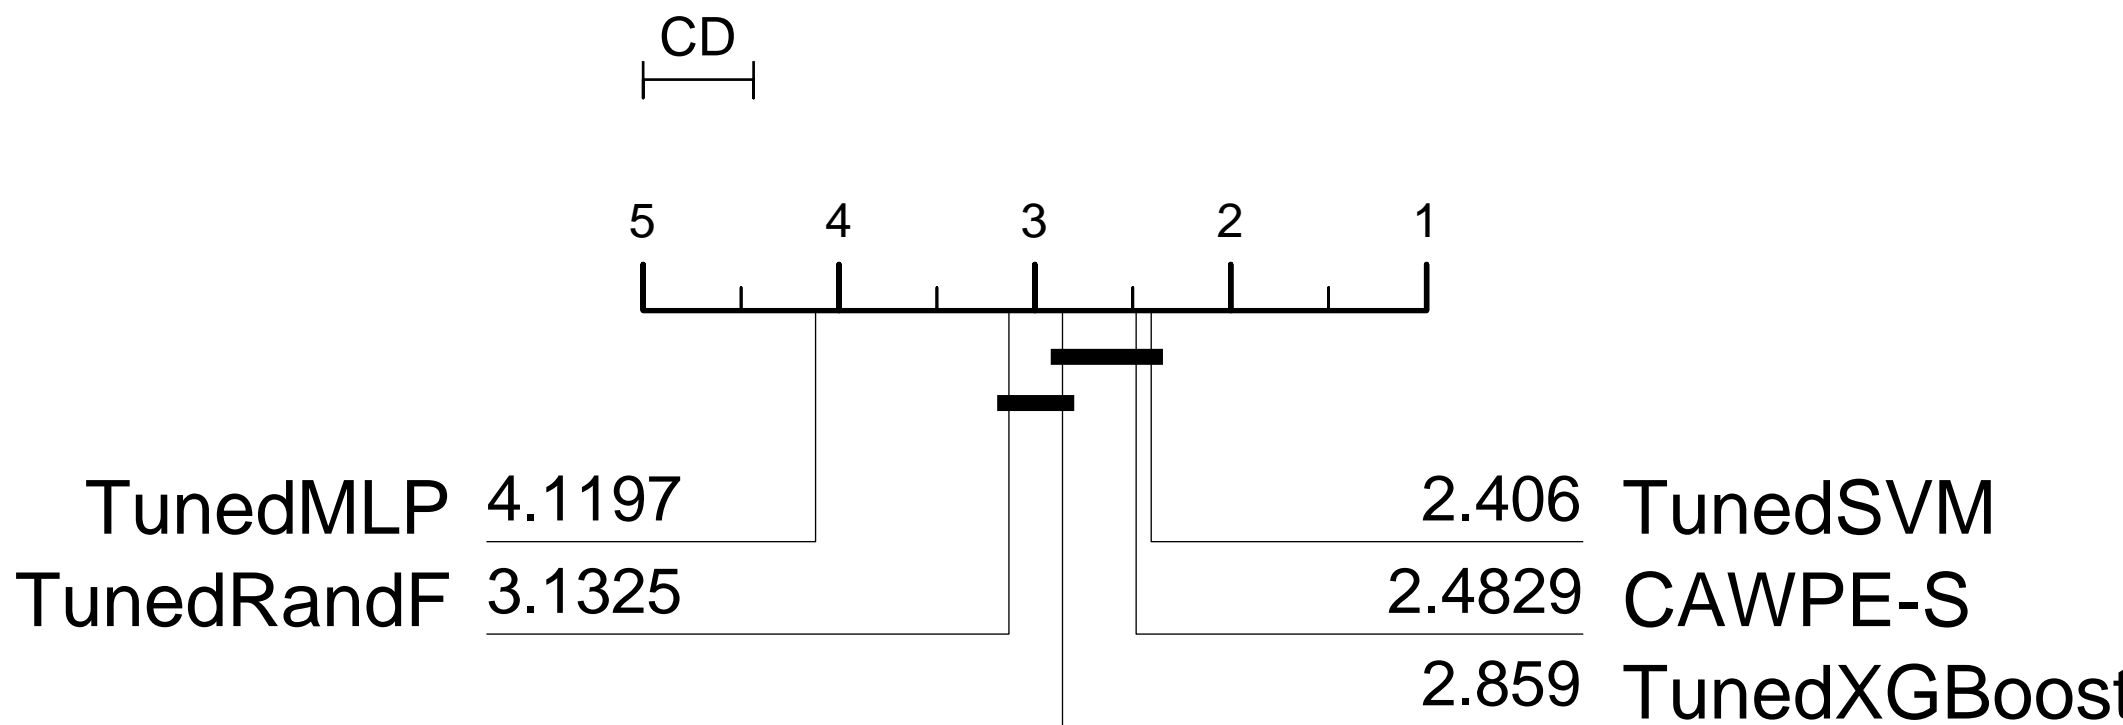 CD
5 4 3 2 1
TunedMLP 4.1197 2.406 TunedSVM
TunedRandF 3.1325 2.4829 CAWPE-S
2.859 TunedXGBoost